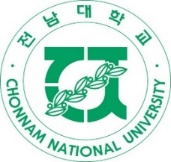 전남대학교
CHONNAM NATIONAL UNIVERSITY